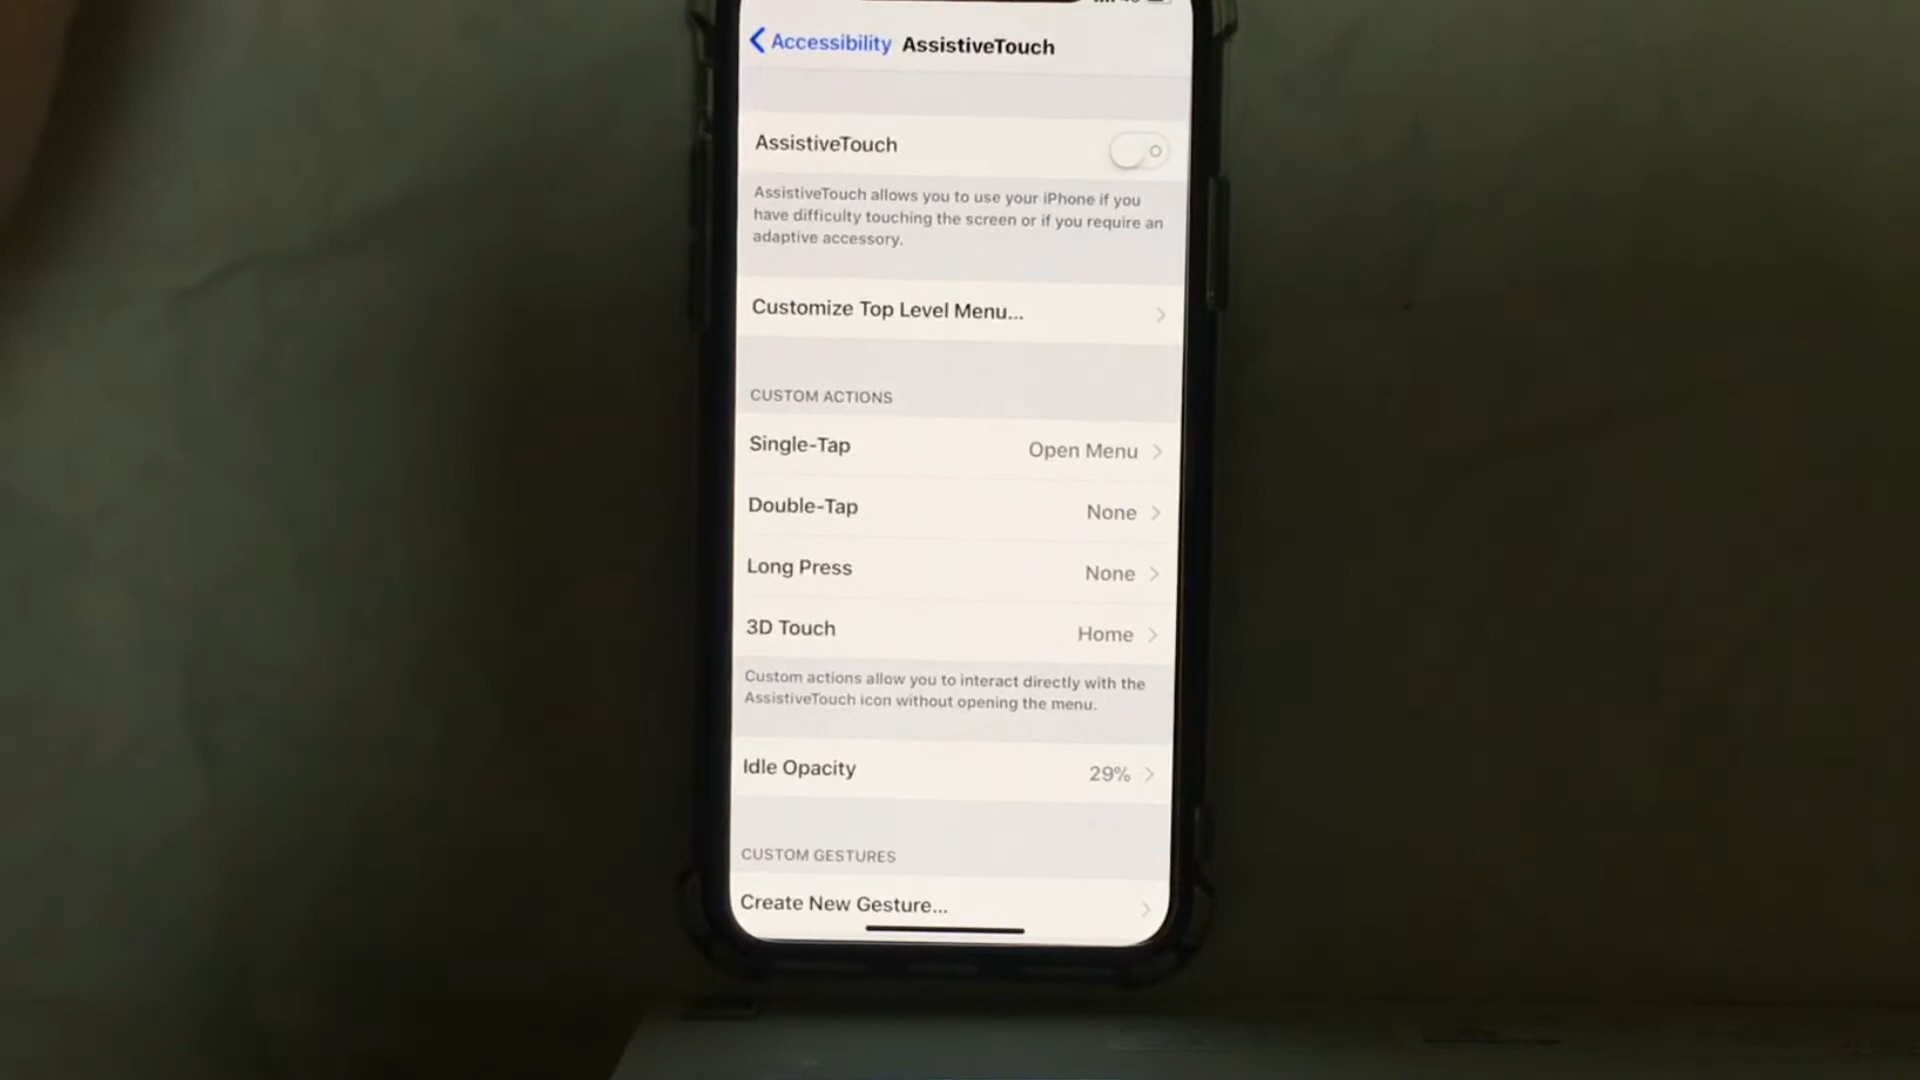 Accessibility AssistiveTouch
AssistiveTouch
AssistiveTouch allows you to use your iPhone if you
have difficulty touching the screen or if you require an
adaptive accessory.
Customize Top Level Menu...
CUSTOM ACTIONS
Single-Tap Open Menu
Double-Tap None
Long Press None
3D Touch Home
Custom actions allow you to interact directly with the
AssistiveTouch icon without opening the menu.
Idle Opacity 29%
CUSTOM GESTURES
Create New Gesture...